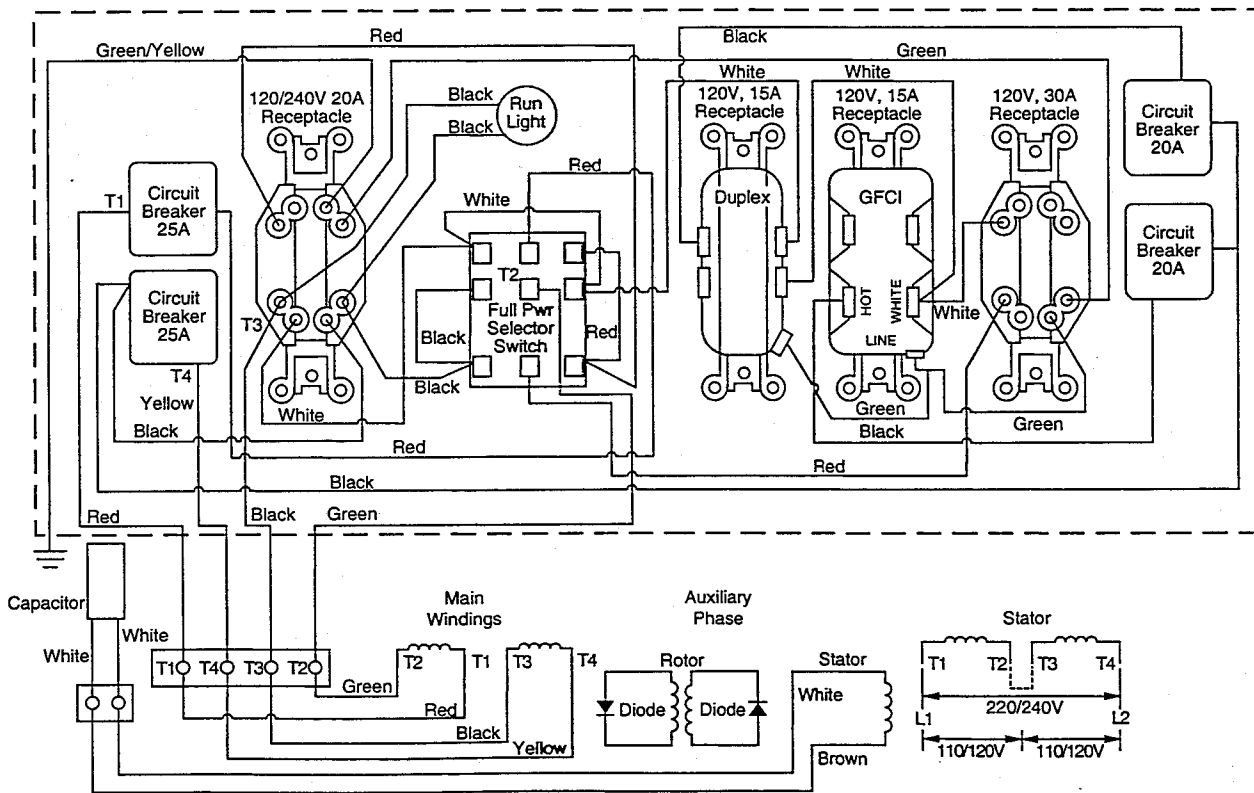 Red
Black
Green/Yellow
Green
White
White
120/240V 20A
Receptacle
Black
Black
Run
Light
120V, 15A
Receptacle
120V, 15A
Receptacle
120V, 30A
Receptacle
Circuit
Breaker
20A
Circuit
Breaker
20A
T1
Circuit
Breaker
25A
Circuit
Breaker
25A
T3
T4
Red
White
T2
Full Pwr
Selector
Switch
Black
Red
Black
Duplex
GFCI
HOT
WHITE
LINE
White
Yellow
White
Black
Red
Black
Green
Black
Green
Red
Red
Black
Green
Capacitor
White
White
T1
T4
T3
T2
Main
Windings
T2
T1
T3
T4
Green
Red
Black
Yellow
Auxiliary
Phase
Rotor
Diode
Diode
Stator
White
Brown
Stator
T1
T2
T3
T4
220/240V
L1
L2
110/120V
110/120V